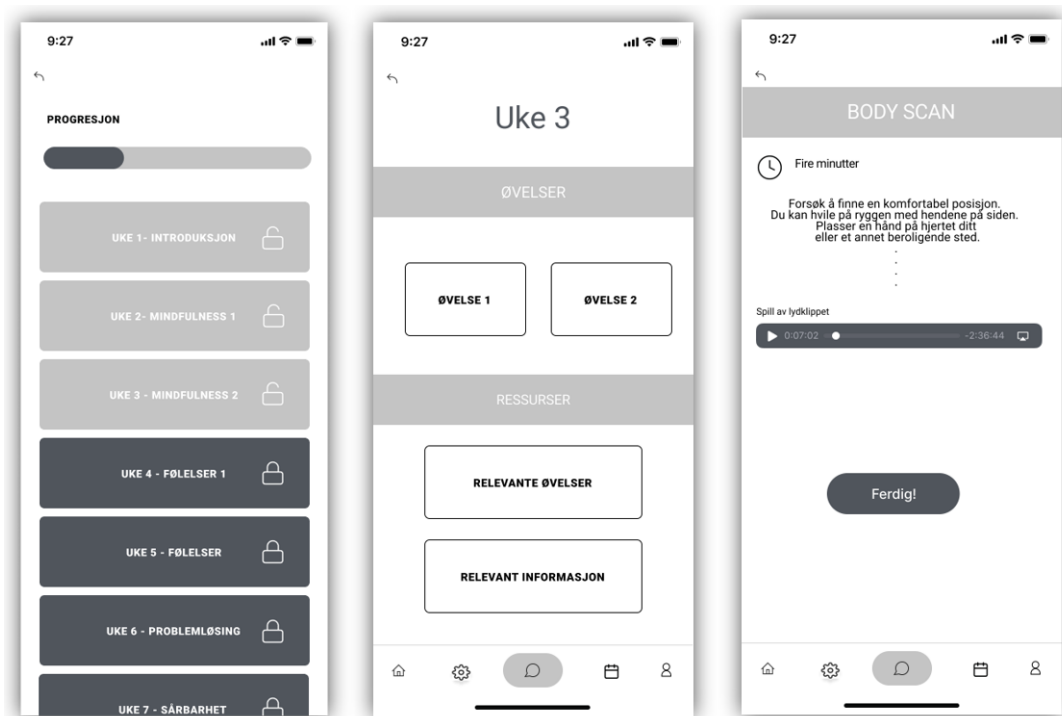 9:27
PROGRESJON
UKE 1- INTRODUKSJON
UKE 2- MINDFULNESS 1
UKE 3 - MINDFULNESS 2
UKE 4 - FØLELSER 1
UKE 5 - FØLELSER
UKE 6 - PROBLEMLØSING
UKE 7 - SÅRBARHET
9:27
Uke 3
ØVELSER
ØVELSE 1
ØVELSE 2
RESSURSER
RELEVANTE ØVELSER
RELEVANT INFORMASJON
9:27
BODY SCAN
Fire minutter
Forsøk å finne en komfortabel posisjon.
Du kan hvile på ryggen med hendene på siden.
Plasser en hånd på hjertet ditt
eller et annet beroligende sted.
.
.
.
.
Spill av lydklippet
0:07:02
-2:36:44
Ferdig!